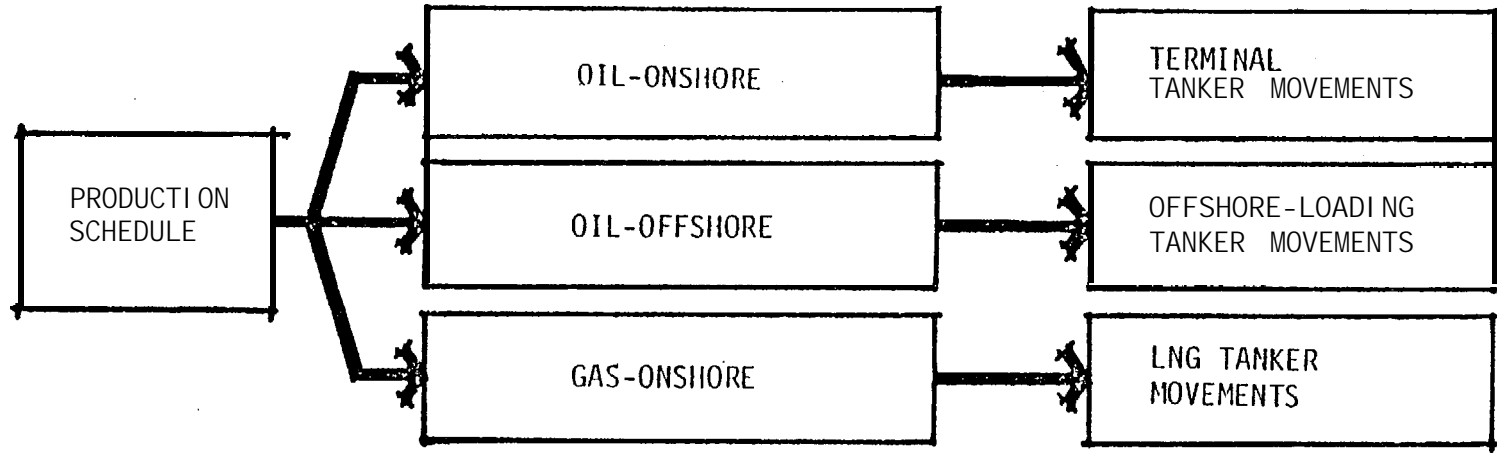 OIL-ONSHORE
TERMINAL
TANKER MOVEMENTS
PRODUCTION
SCHEDULE
OIL-OFFSHORE
OFFSHORE-LOADING
TANKER MOVEMENTS
GAS-ONSHORE
LNG TANKER
MOVEMENTS